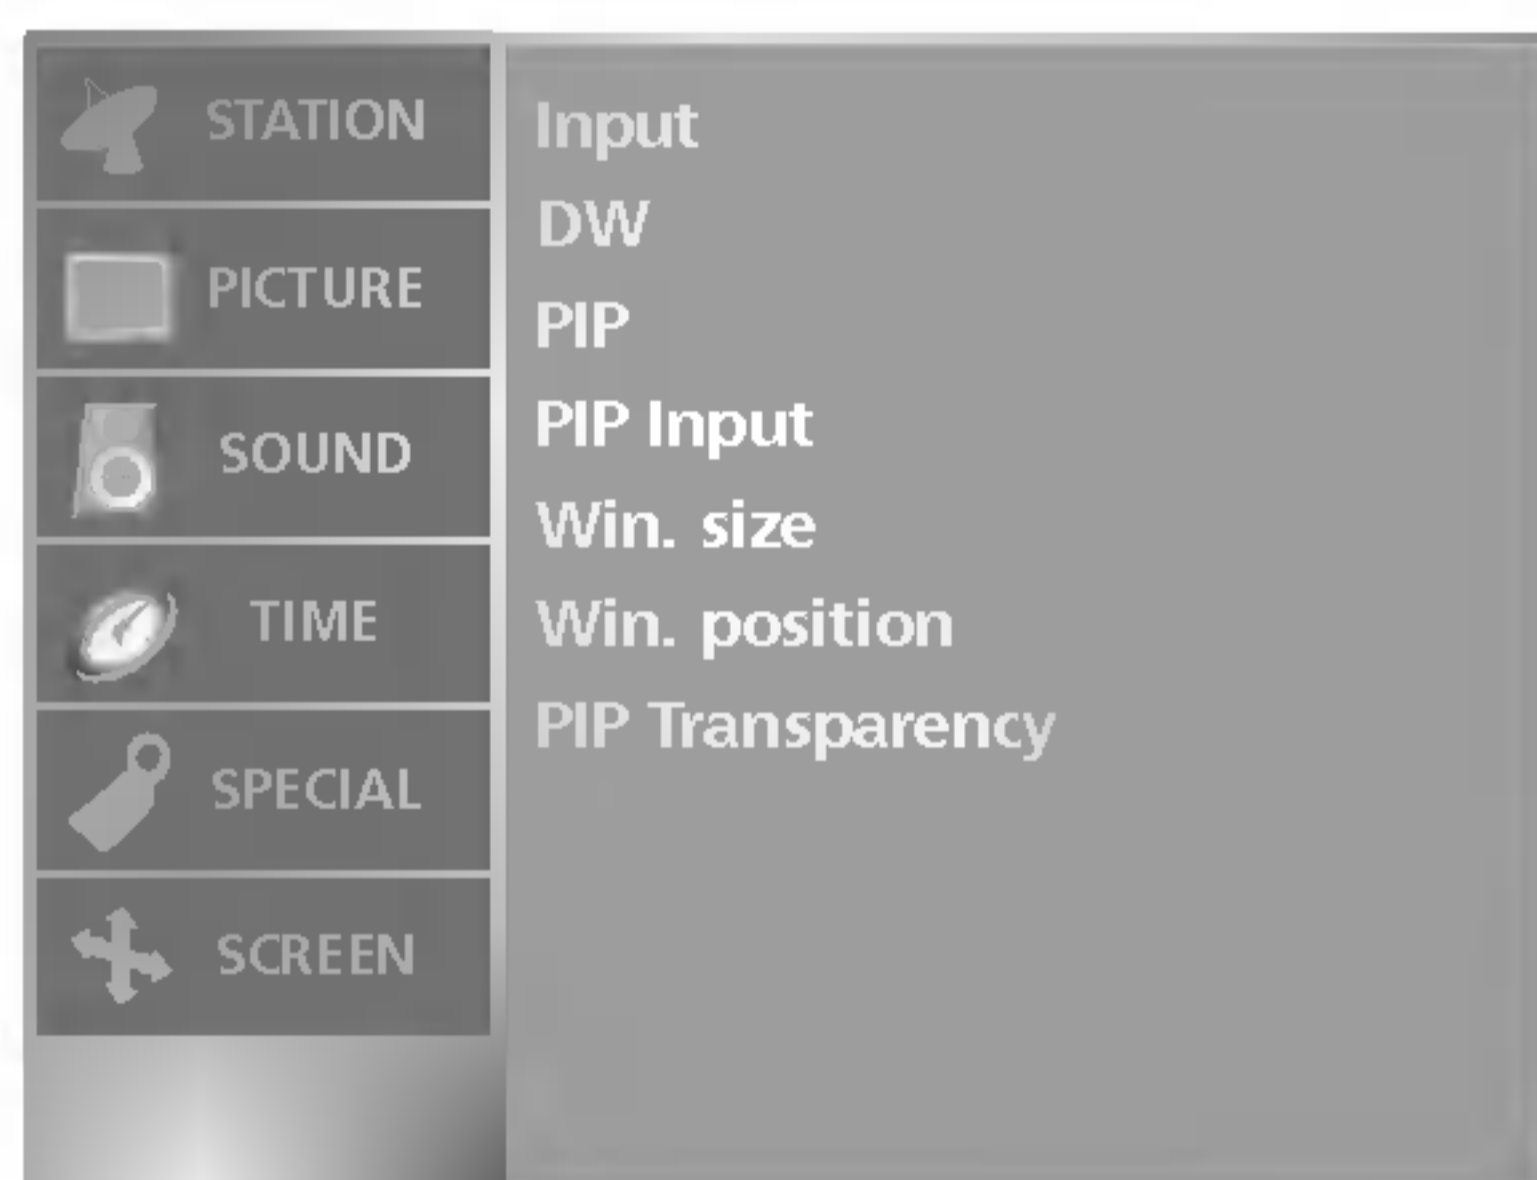 STATION
PICTURE
SOUND
TIME
SPECIAL
SCREEN
Input
DW
PIP
PIP Input
Win. size
Win. position
PIP Transparency